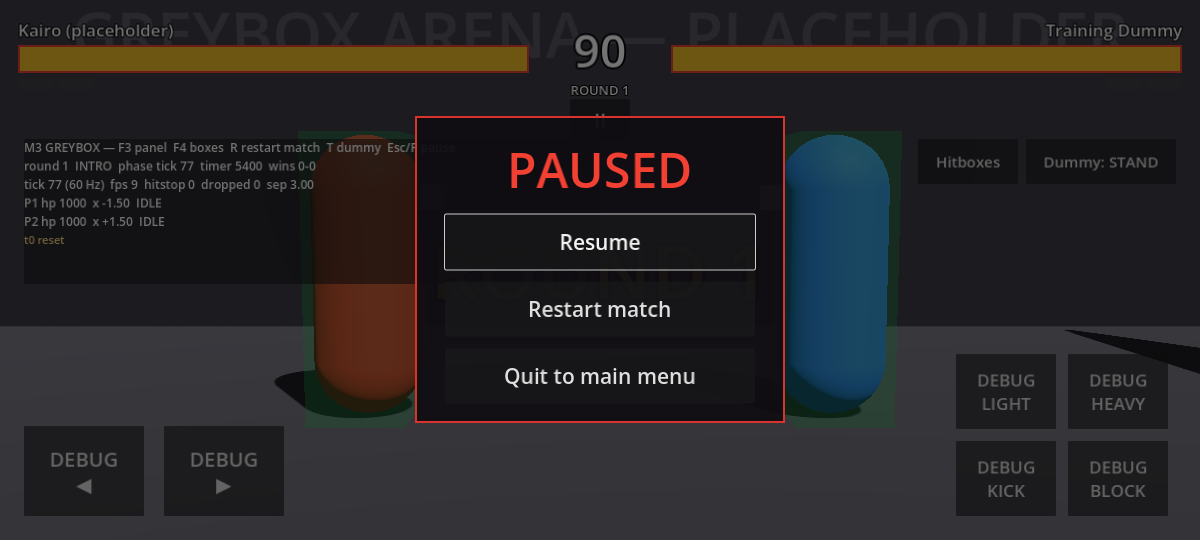 GREYBOX ARENA — PLACEHOLDER
Kairo (placeholder)
Training Dummy
90
ROUND 1
M3 GREYBOX — F3 panel  F4 boxes  R restart match  T dummy  Esc/P pause
round 1  INTRO  phase tick 77  timer 5400  wins 0-0
tick 77 (60 Hz)  fps 9  hitstop 0  dropped 0  sep 3.00
P1 hp 1000  x -1.50  IDLE
P2 hp 1000  x +1.50  IDLE
t0 reset
Hitboxes
Dummy: STAND
PAUSED
Resume
ROUND 1
Restart match
Quit to main menu
DEBUG
◀
DEBUG
▶
DEBUG
LIGHT
DEBUG
HEAVY
DEBUG
KICK
DEBUG
BLOCK